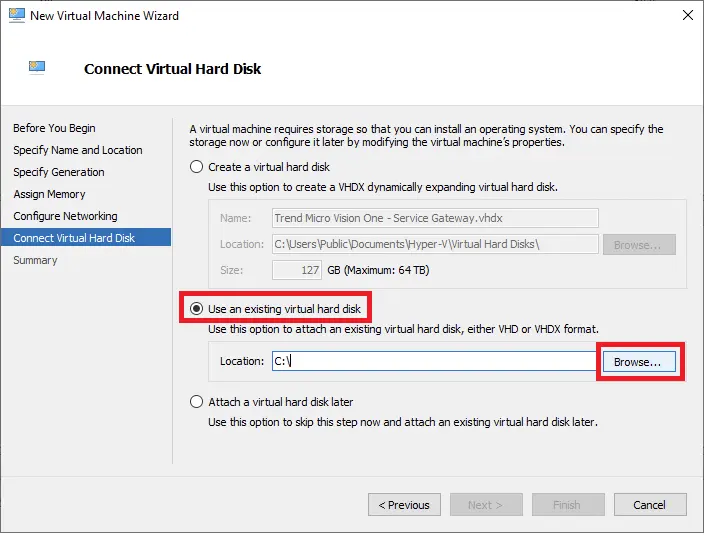 New Virtual Machine Wizard
Connect Virtual Hard Disk
Before You Begin
Specify Name and Location
Specify Generation
Assign Memory
Configure Networking
Connect Virtual Hard Disk
Summary
A virtual machine requires storage so that you can install an operating system. You can specify the
storage now or configure it later by modifying the virtual machine's properties.
Create a virtual hard disk
Use this option to create a VHDX dynamically expanding virtual hard disk.
Name: Trend Micro Vision One - Service Gateway.vhdx
Location: C:\Users\Public\Documents\Hyper-V\Virtual Hard Disks\ Browse...
Size: 127 GB (Maximum: 64 TB)
Use an existing virtual hard disk
Use this option to attach an existing virtual hard disk, either VHD or VHDX format.
Location: C:\ Browse...
Attach a virtual hard disk later
Use this option to skip this step now and attach an existing virtual hard disk later.
< Previous Next > Finish Cancel